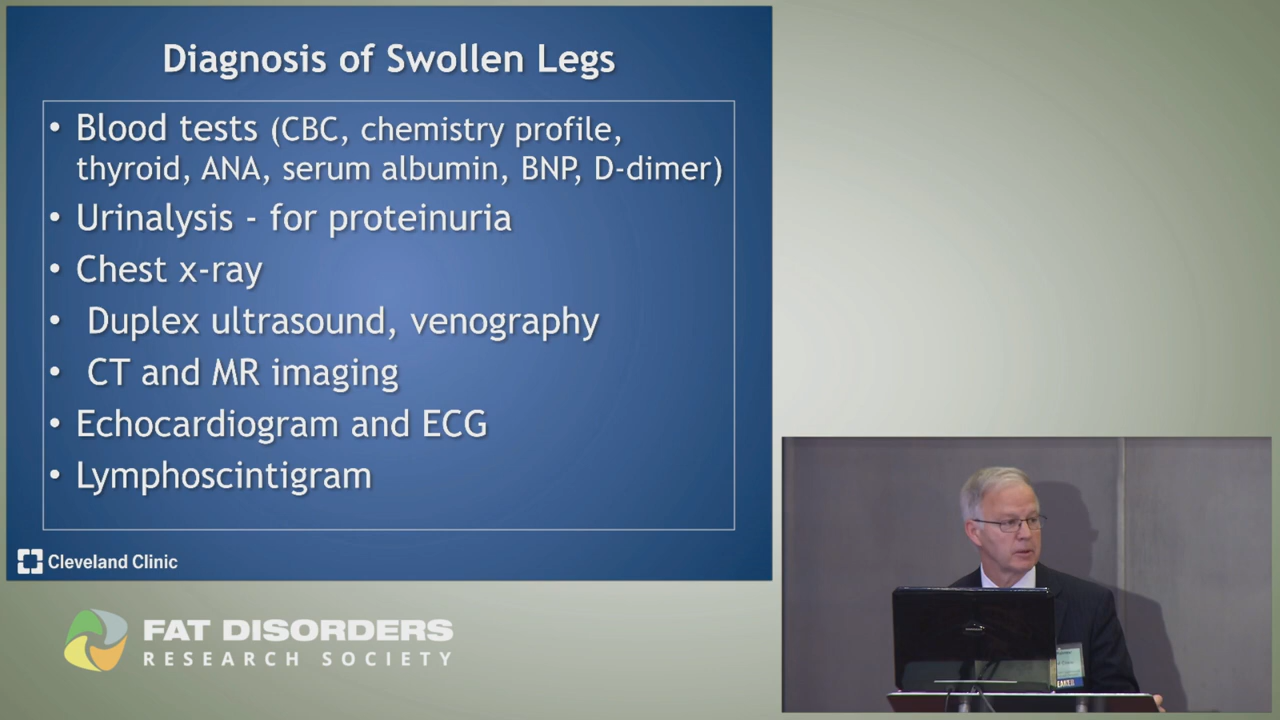 Diagnosis of Swollen Legs
• Blood tests (CBC, chemistry profile,
thyroid, ANA, serum albumin, BNP, D-dimer)
• Urinalysis - for proteinuria
• Chest x-ray
• Duplex ultrasound, venography
• CT and MR imaging
• Echocardiogram and ECG
• Lymphoscintigram
Cleveland Clinic
FAT DISORDERS
RESEARCH SOCIETY